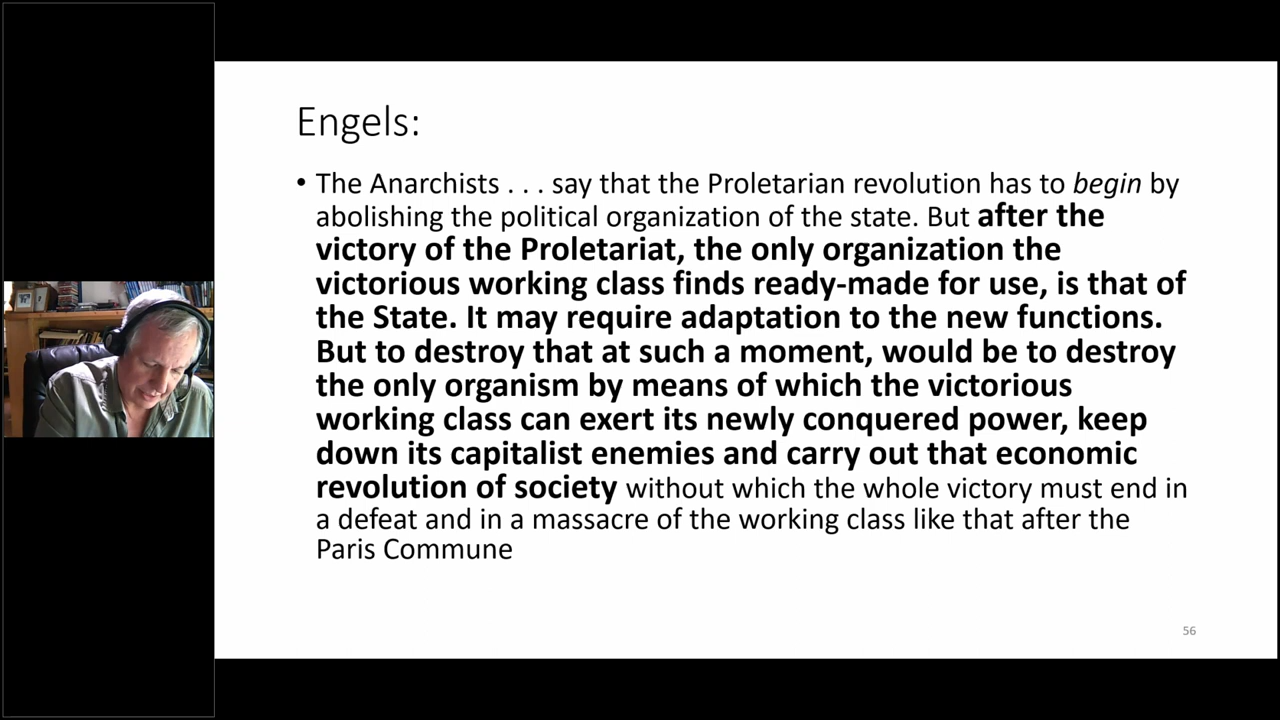 Engels:
• The Anarchists . . . say that the Proletarian revolution has to begin by
abolishing the political organization of the state. But after the
victory of the Proletariat, the only organization the
victorious working class finds ready-made for use, is that of
the State. It may require adaptation to the new functions.
But to destroy that at such a moment, would be to destroy
the only organism by means of which the victorious
working class can exert its newly conquered power, keep
down its capitalist enemies and carry out that economic
revolution of society without which the whole victory must end in
a defeat and in a massacre of the working class like that after the
Paris Commune
56